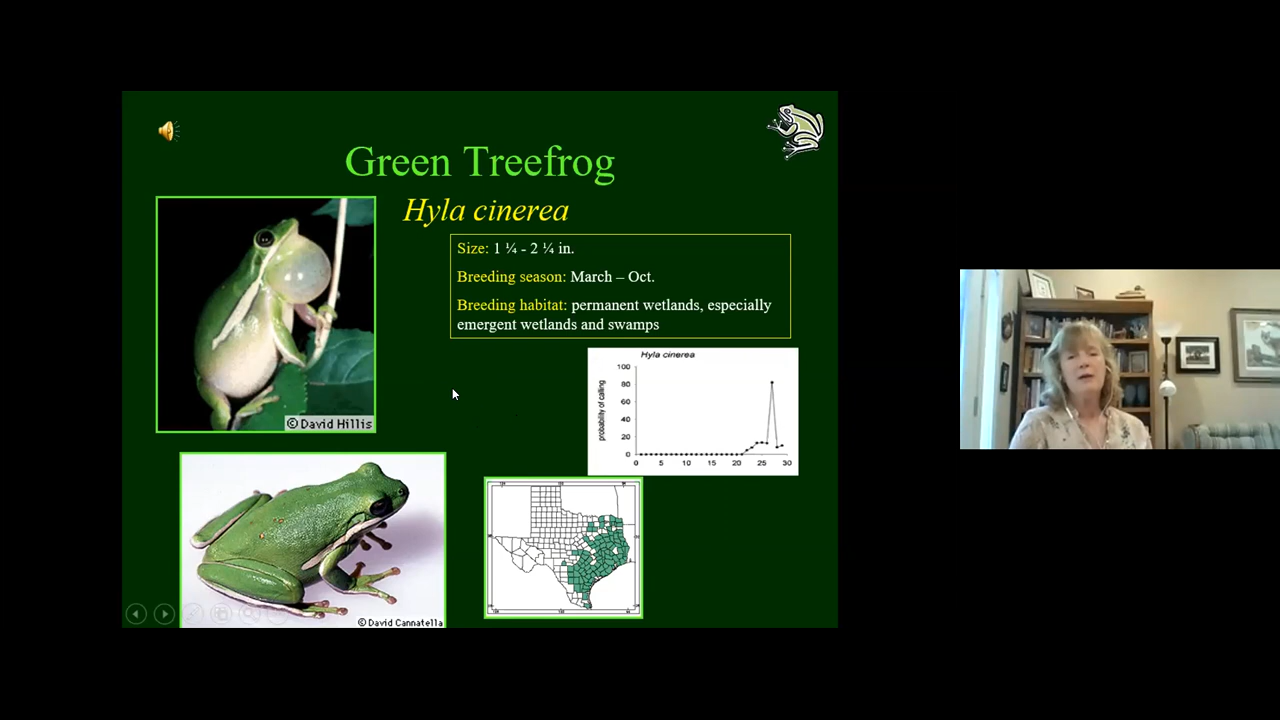 Green Treefrog
Hyla cinerea
Size: 1 ¼ - 2 ¼ in.
Breeding season: March – Oct.
Breeding habitat: permanent wetlands, especially
emergent wetlands and swamps
© David Hillis
Hyla cinerea
probability of calling
100
80
60
40
20
0
0 5 10 15 20 25 30
© David Cannatella